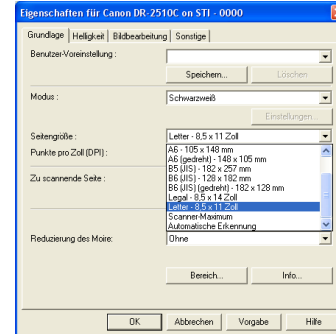 Eigenschaften für Canon DR-2510C on STI - 0000
Grundlage Helligkeit Bildbearbeitung Sonstige
Benutzer-Voreinstellung :
Speichern... Löschen
Modus : Schwarzweiß
Einstellungen...
Seitengröße : Letter - 8,5 x 11 Zoll
Punkte pro Zoll (DPI) :
A6 - 105 x 148 mm
A6 (gedreht) - 148 x 105 mm
B5 (JIS) - 182 x 257 mm
Zu scannende Seite :
B6 (JIS) - 128 x 182 mm
B6 (JIS) (gedreht) - 182 x 128 mm
Legal - 8,5 x 14 Zoll
Letter - 8,5 x 11 Zoll
Scanner-Maximum
Automatische Erkennung
Reduzierung des Moire: Ohne
Bereich... Info...
OK Abbrechen Vorgabe Hilfe